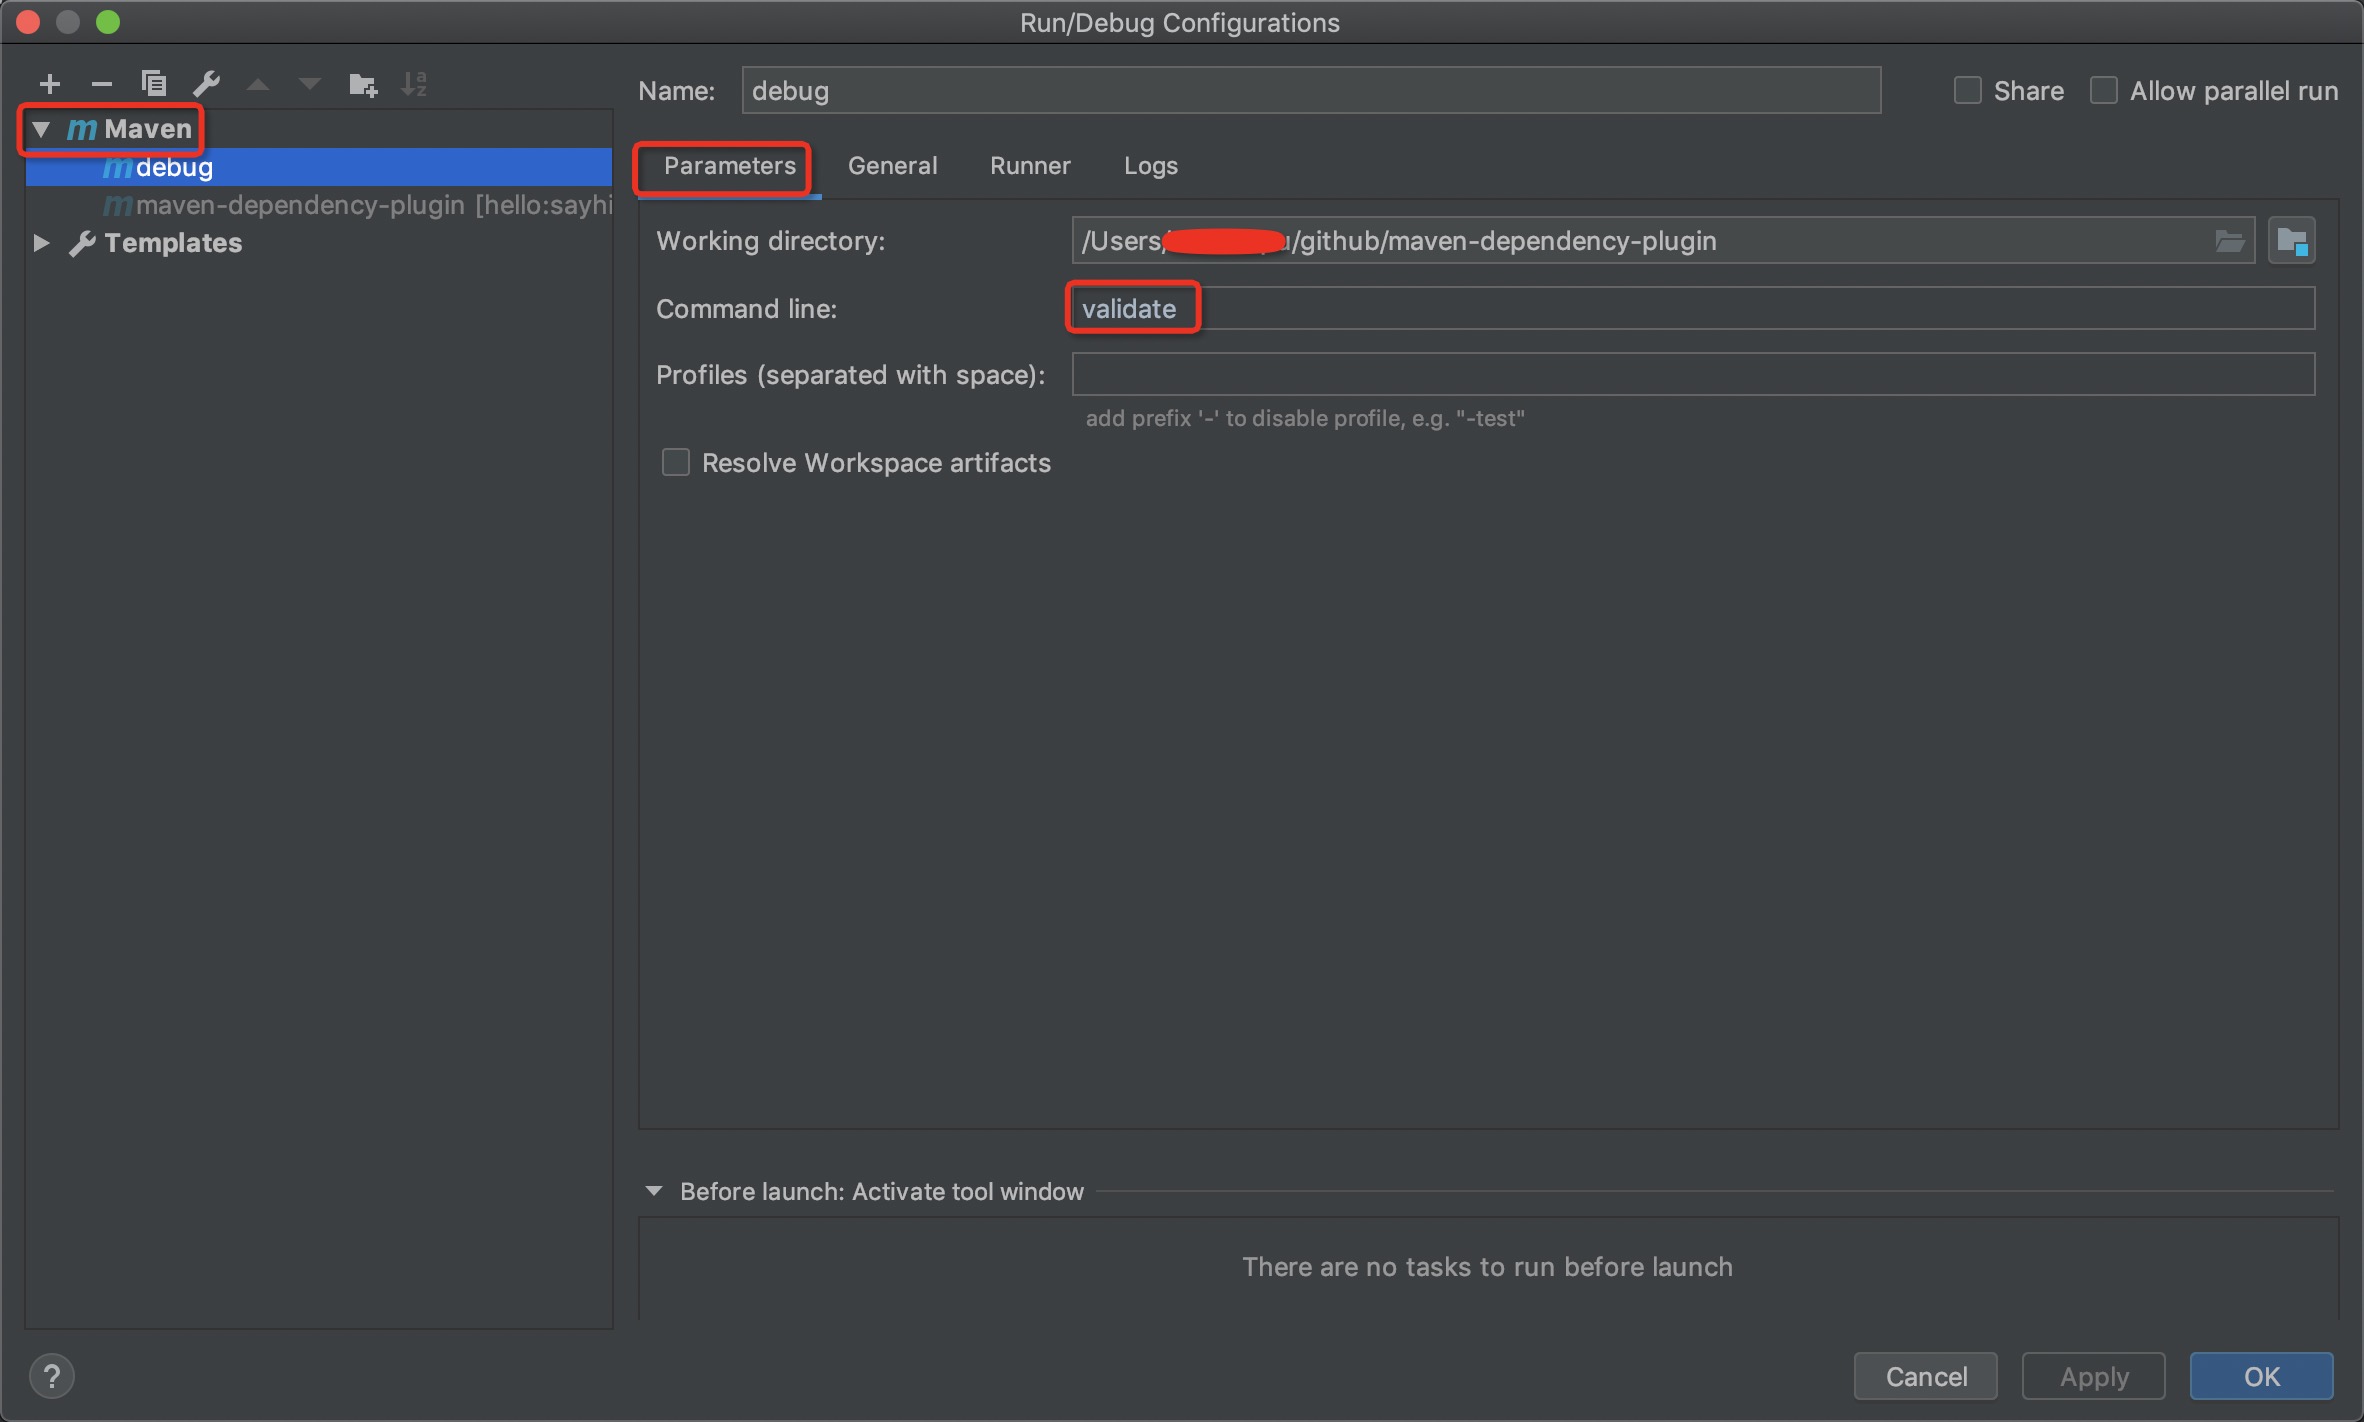 Run/Debug Configurations
Maven
debug
maven-dependency-plugin [hello:sayhi
Templates
Name: debug
Share
Allow parallel run
Parameters General Runner Logs
Working directory: /Users/ u/github/maven-dependency-plugin
Command line: validate
Profiles (separated with space):
add prefix '-' to disable profile, e.g. "-test"
Resolve Workspace artifacts
Before launch: Activate tool window
There are no tasks to run before launch
? Cancel Apply OK